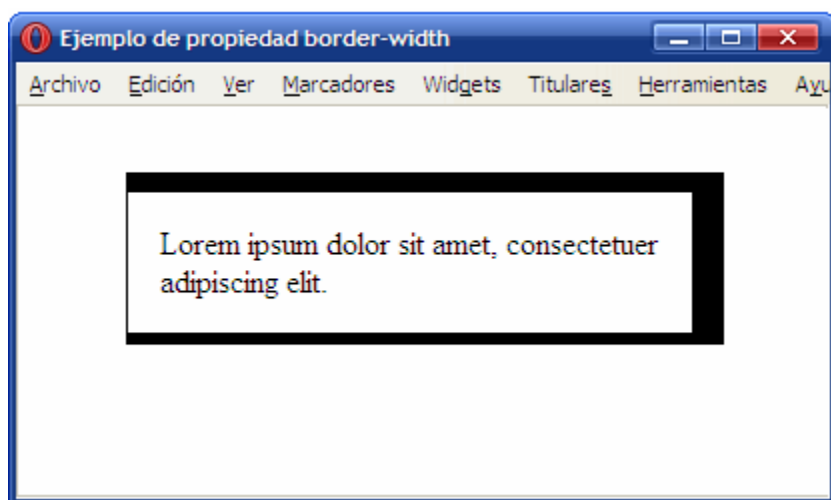 Ejemplo de propiedad border-width
Archivo Edición Ver Marcadores Widgets Titulares Herramientas Ayu
Lorem ipsum dolor sit amet, consectetuer
adipiscing elit.